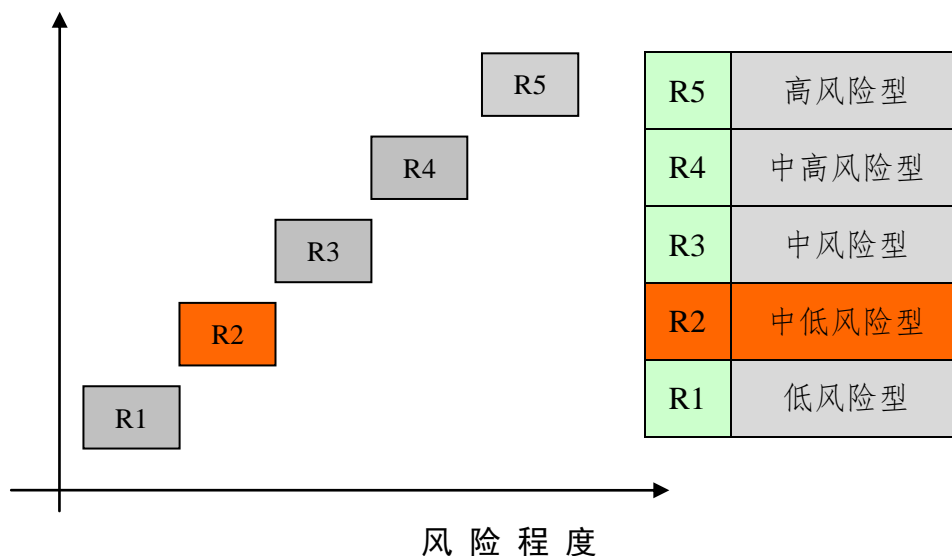 R5
R4
R3
R2
R1
R5 高风险型
R4 中高风险型
R3 中风险型
R2 中低风险型
R1 低风险型
风险程度